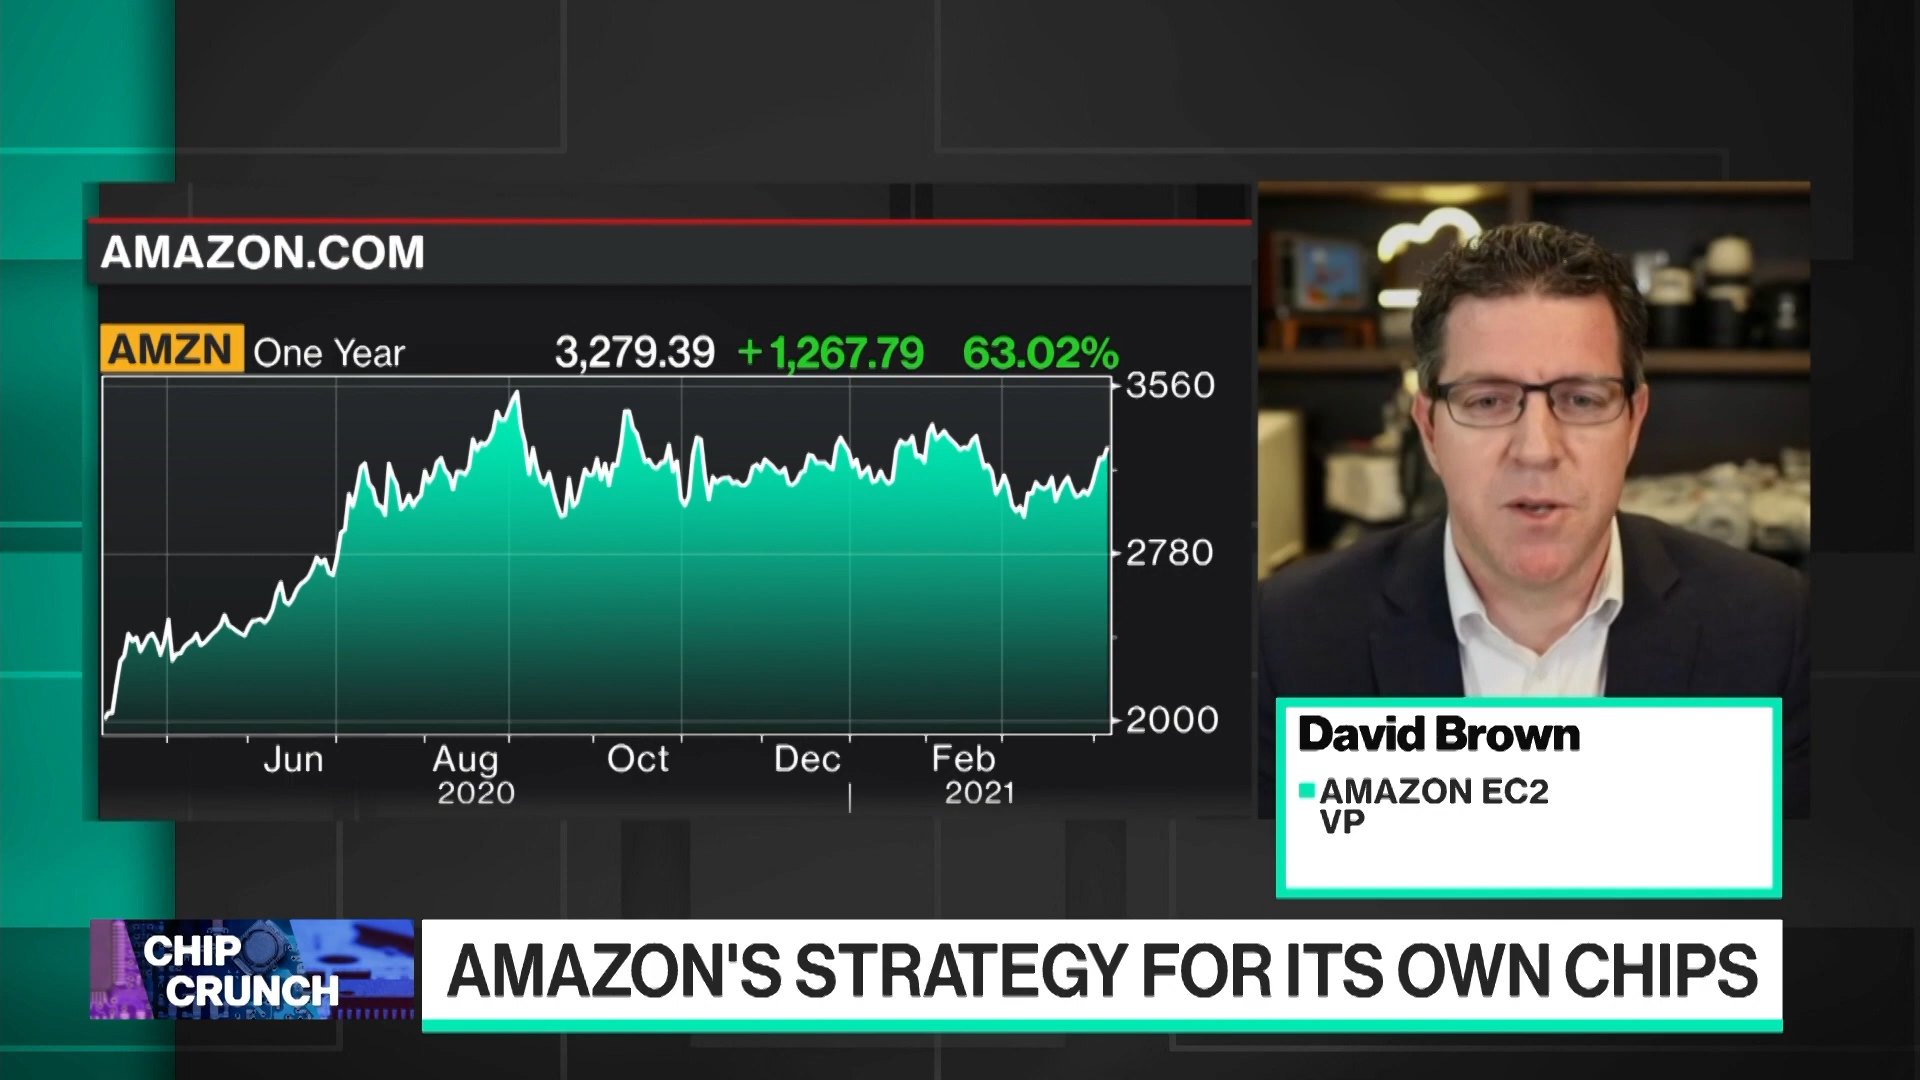 AMAZON.COM
AMZN One Year 3,279.39 +1,267.79 63.02%
3560
2780
2000
Jun Aug Oct Dec Feb
2020 2021
David Brown
AMAZON EC2
VP
CHIP
CRUNCH
AMAZON'S STRATEGY FOR ITS OWN CHIPS